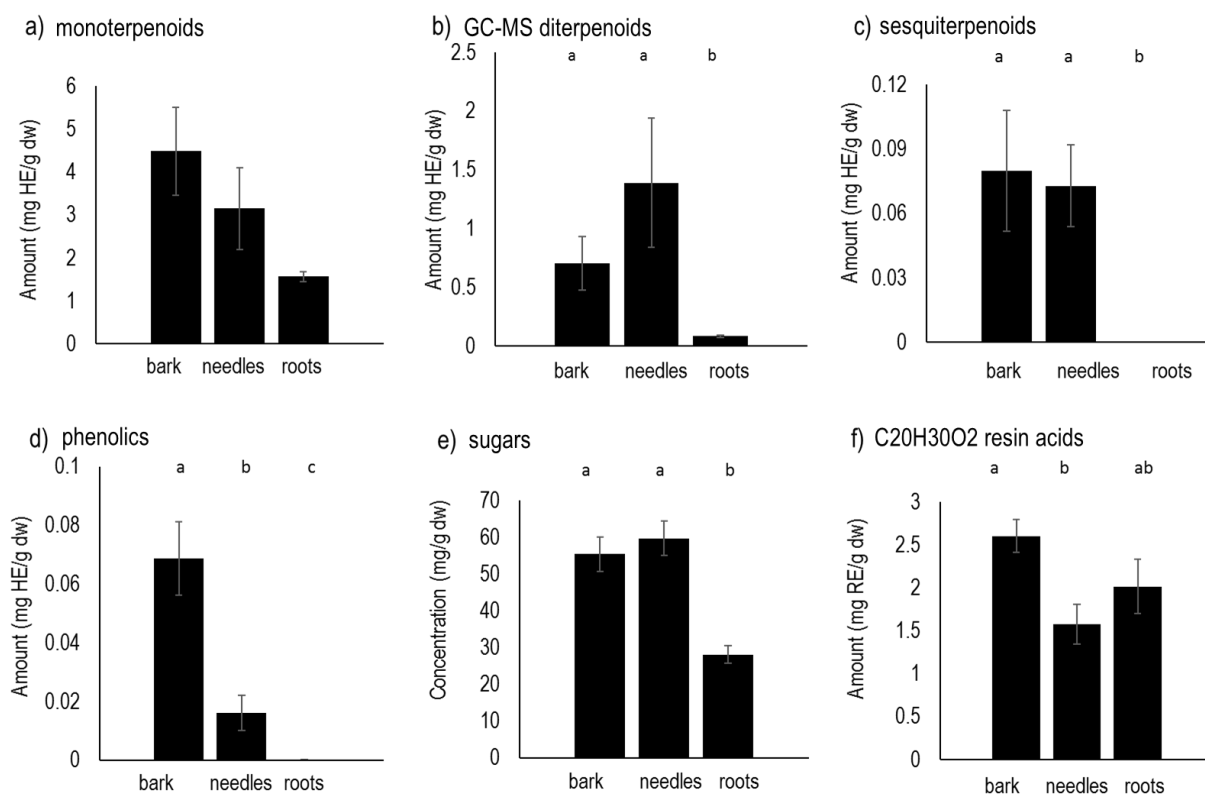 a) monoterpenoids
Amount (mg HE/g dw)
6
5
4
3
2
1
0
bark needles roots
b) GC-MS diterpenoids
a a b
Amount (mg HE/g dw)
2.5
2
1.5
1
0.5
0
bark needles roots
c) sesquiterpenoids
a a b
Amount (mg HE/g dw)
0.12
0.09
0.06
0.03
0
bark needles roots
d) phenolics
a b c
Amount (mg HE/g dw)
0.1
0.08
0.06
0.04
0.02
0
bark needles roots
e) sugars
a a b
Concentration (mg/g dw)
70
60
50
40
30
20
10
0
bark needles roots
f) C20H30O2 resin acids
a b ab
Amount (mg RE/g dw)
3
2.5
2
1.5
1
0.5
0
bark needles roots